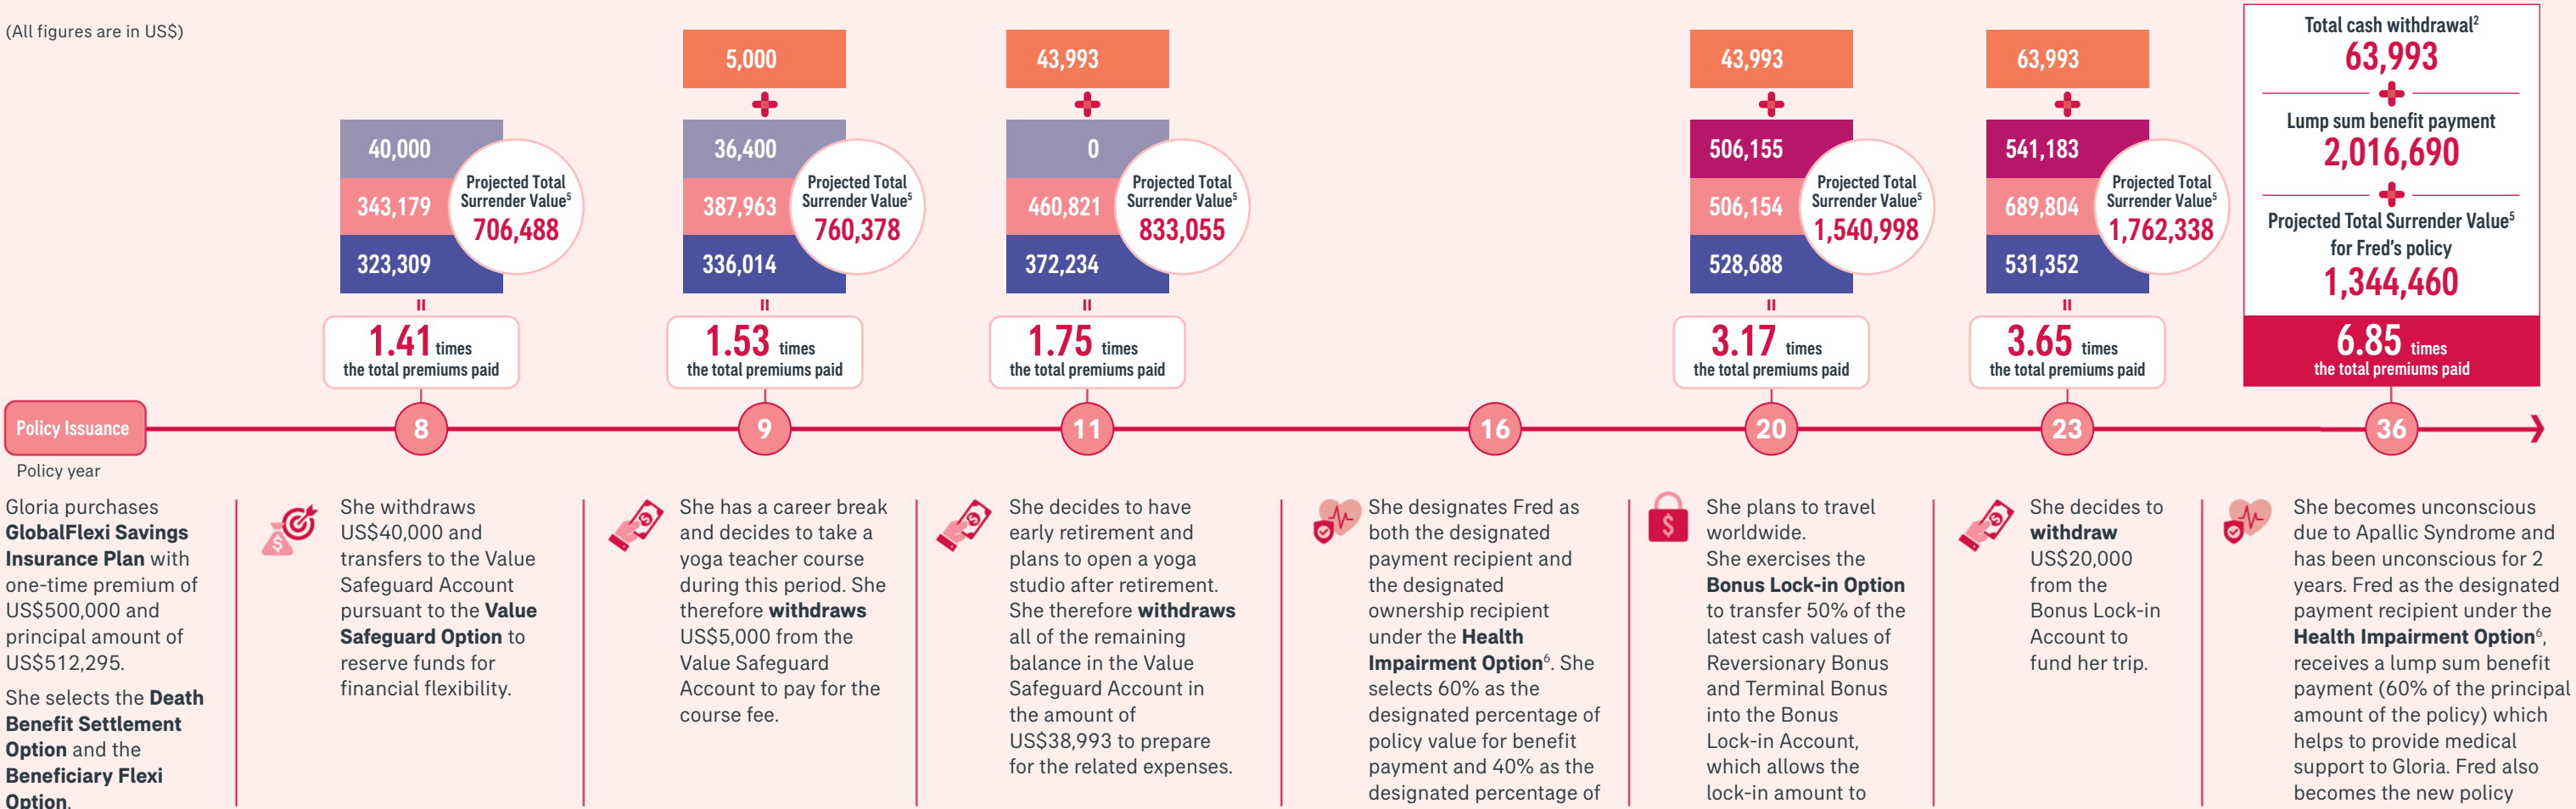 (All figures are in US$)
40,000
343,179
323,309
Projected Total
Surrender Value5
706,488
1.41 times
the total premiums paid
5,000
36,400
387,963
336,014
Projected Total
Surrender Value5
760,378
1.53 times
the total premiums paid
43,993
0
460,821
372,234
Projected Total
Surrender Value5
833,055
1.75 times
the total premiums paid
43,993
506,155
506,154
528,688
Projected Total
Surrender Value5
1,540,998
3.17 times
the total premiums paid
63,993
541,183
689,804
531,352
Projected Total
Surrender Value5
1,762,338
3.65 times
the total premiums paid
Total cash withdrawal2
63,993
Lump sum benefit payment
2,016,690
Projected Total Surrender Value5
for Fred's policy
1,344,460
6.85 times
the total premiums paid
Policy Issuance
8
9
11
16
20
23
36
Policy year
Gloria purchases
GlobalFlexi Savings
Insurance Plan with
one-time premium of
US$500,000 and
principal amount of
US$512,295.
She selects the Death
Benefit Settlement
Option and the
Beneficiary Flexi
Option.
She withdraws
US$40,000 and
transfers to the Value
Safeguard Account
pursuant to the Value
Safeguard Option to
reserve funds for
financial flexibility.
She has a career break
and decides to take a
yoga teacher course
during this period. She
therefore withdraws
US$5,000 from the
Value Safeguard
Account to pay for the
course fee.
She decides to have
early retirement and
plans to open a yoga
studio after retirement.
She therefore withdraws
all of the remaining
balance in the Value
Safeguard Account in
the amount of
US$38,993 to prepare
for the related expenses.
$
She designates Fred as
both the designated
payment recipient and
the designated
ownership recipient
under the Health
Impairment Option6. She
selects 60% as the
designated percentage of
policy value for benefit
payment and 40% as the
designated percentage of
She plans to travel
worldwide.
She exercises the
Bonus Lock-in Option
to transfer 50% of the
latest cash values of
Reversionary Bonus
and Terminal Bonus
into the Bonus
Lock-in Account,
which allows the
lock-in amount to
She decides to
withdraw
US$20,000
from the
Bonus Lock-in
Account to
fund her trip.
She becomes unconscious
due to Apallic Syndrome and
has been unconscious for 2
years. Fred as the designated
payment recipient under the
Health Impairment Option6,
receives a lump sum benefit
payment (60% of the principal
amount of the policy) which
helps to provide medical
support to Gloria. Fred also
becomes the new policy